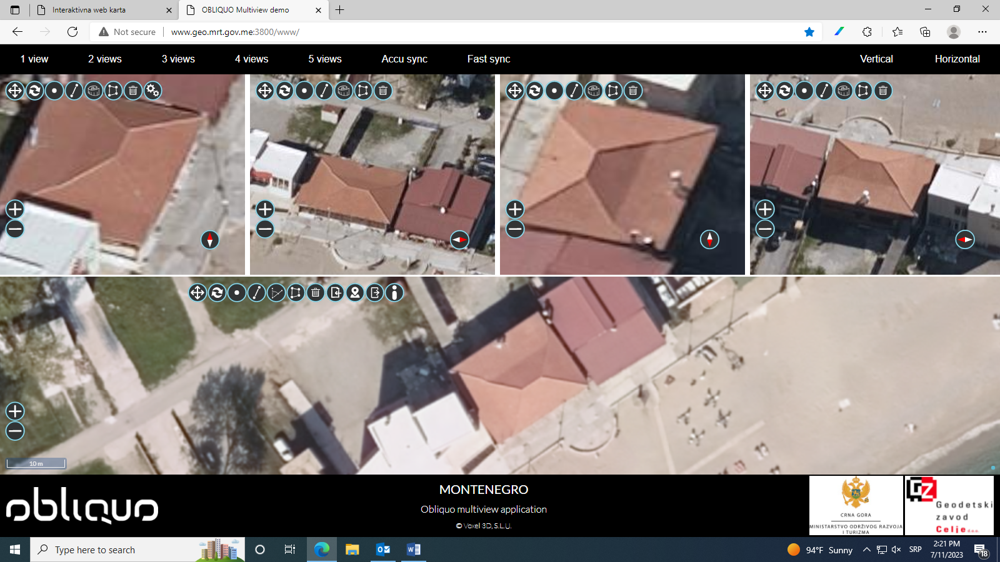 Interaktivna web karta
OBLIQUO Multiview demo
Not secure
www.geo.mrt.gov.me:3800/www/
1 view
2 views
3 views
4 views
5 views
Accu sync
Fast sync
Vertical
Horizontal
10 m
obliquo
MONTENEGRO
Obliquo multiview application
© Voxel 3D, S.L.U.
CRNA GORA
MINISTARSTVO ODRŽIVOG RAZVOJA
I TURIZMA
GZ
Geodetski
zavod
Celje d.o.o.
Type here to search
94°F Sunny
SRP
2:21 PM
7/11/2023
18